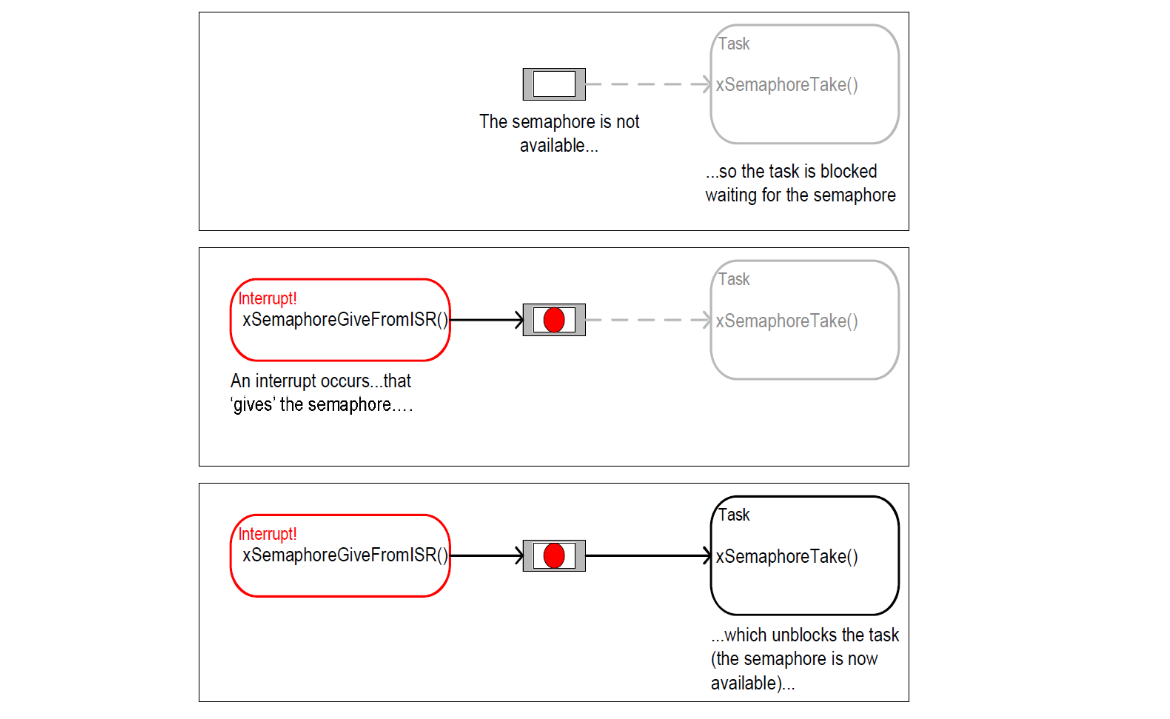 Task
xSemaphoreTake()
The semaphore is not
available...
...so the task is blocked
waiting for the semaphore
Interrupt!
xSemaphoreGiveFromISR()
Task
xSemaphoreTake()
An interrupt occurs...that
‘gives’ the semaphore….
Interrupt!
xSemaphoreGiveFromISR()
Task
xSemaphoreTake()
...which unblocks the task
(the semaphore is now
available)...